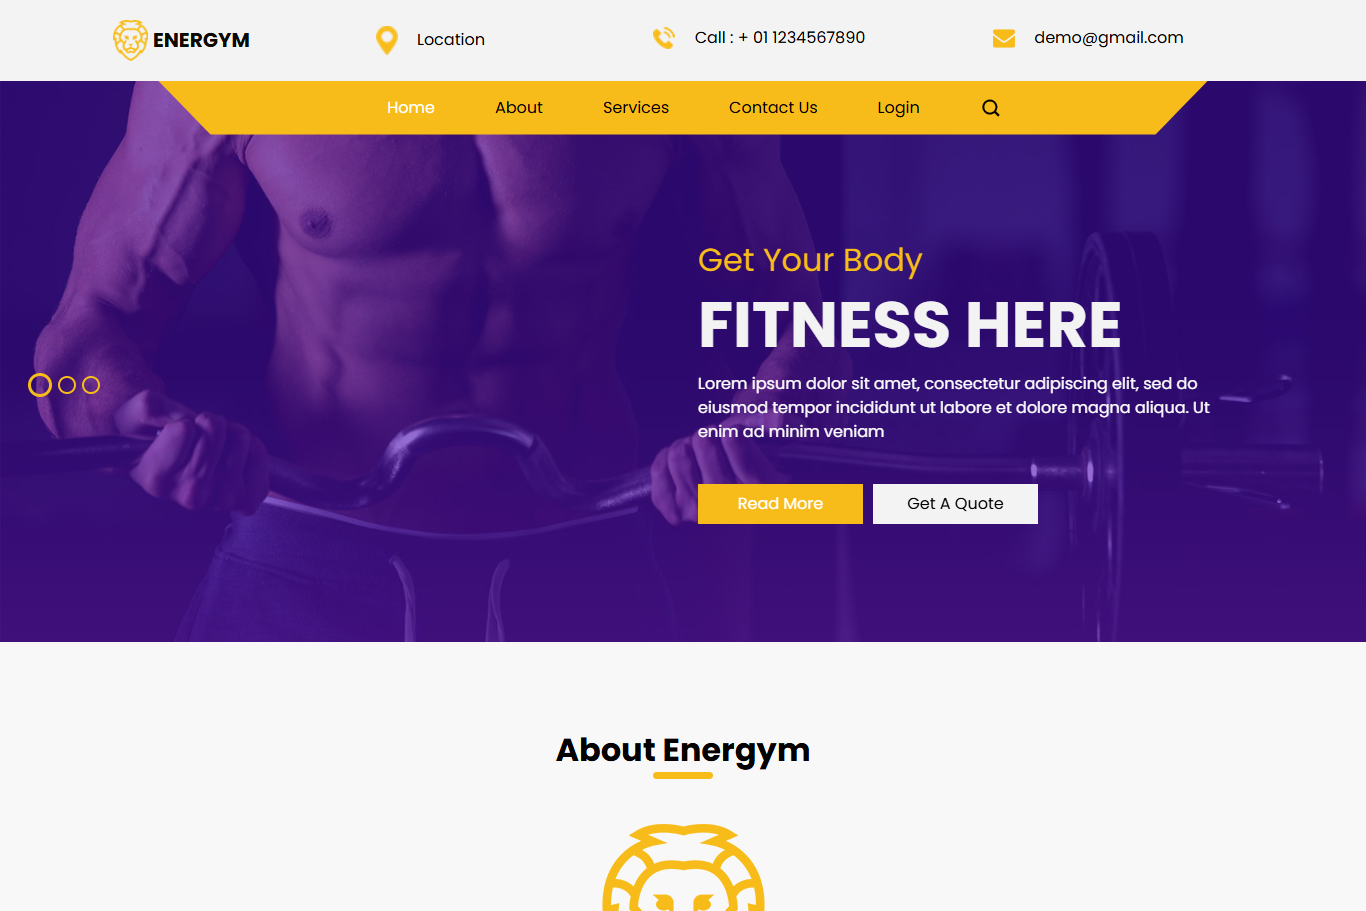 ENERGYM
Location
Call : + 01 1234567890
demo@gmail.com
Home
About
Services
Contact Us
Login
Get Your Body
FITNESS HERE
Lorem ipsum dolor sit amet, consectetur adipiscing elit, sed do
eiusmod tempor incididunt ut labore et dolore magna aliqua. Ut
enim ad minim veniam
Read More
Get A Quote
About Energym